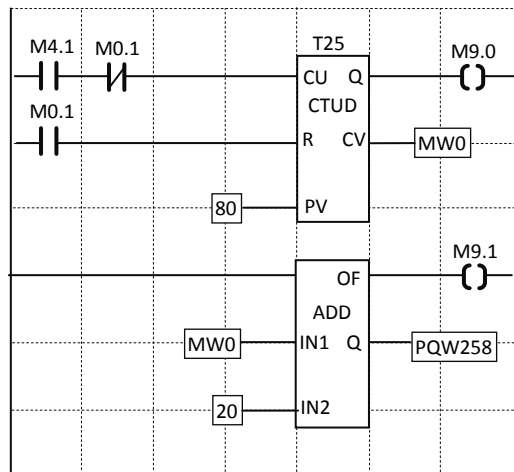 T25
M4.1 M0.1 M9.0
CU Q
CTUD
M0.1
R CV MW0
80 PV
M9.1
OF
ADD
MW0 IN1 Q PQW258
20 IN2